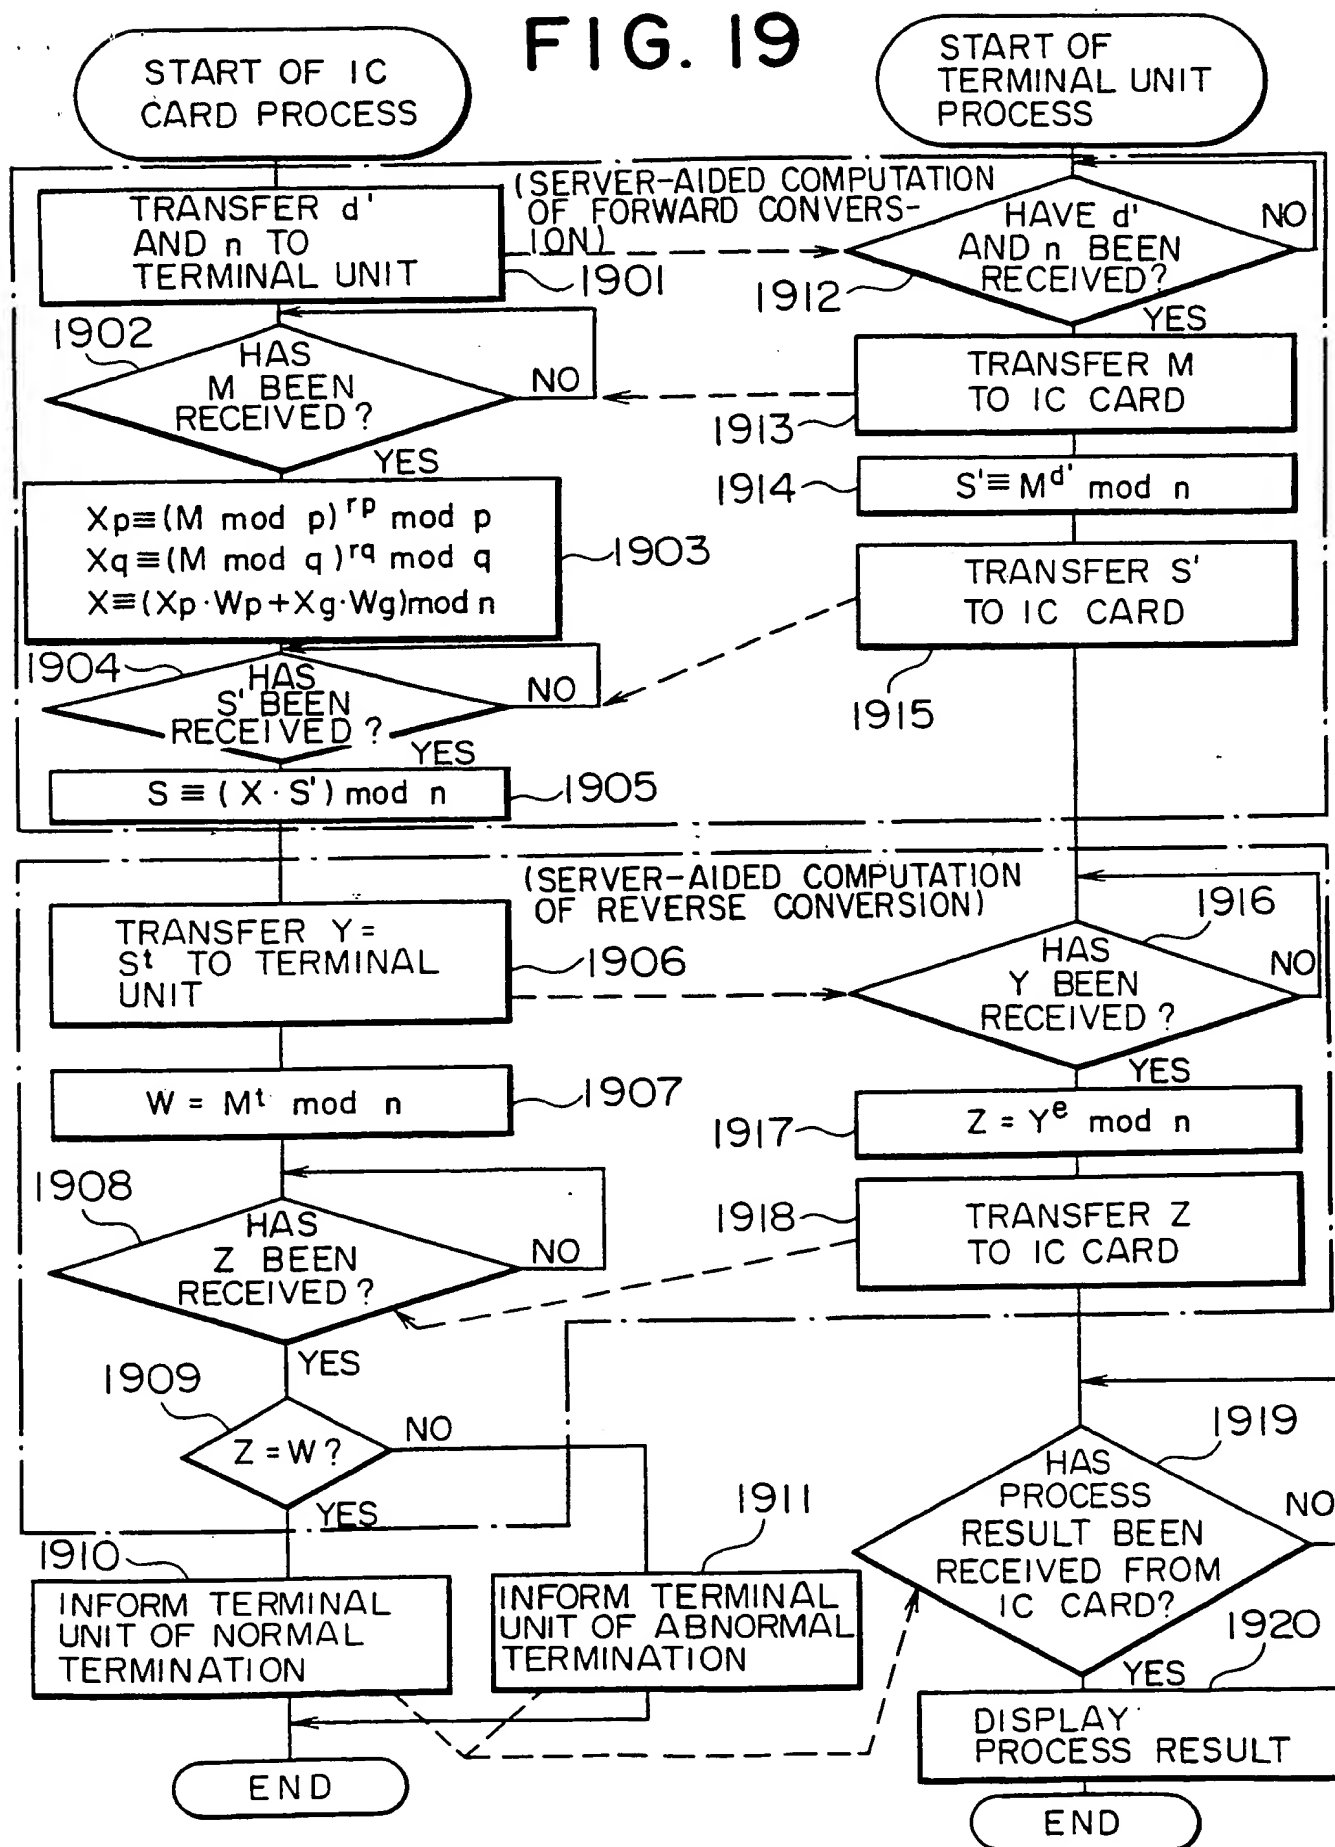 FIG. 19
START OF IC
CARD PROCESS
TRANSFER d'
AND n TO
TERMINAL UNIT
1901
(SERVER-AIDED COMPUTATION
OF FORWARD CONVERS-
ION)
1902
HAS
M BEEN
RECEIVED?
NO
YES
Xp≡(M mod p)^rp mod p
Xq≡(M mod q)^rq mod q
X≡(Xp·Wp+Xg·Wg)mod n
1903
1904
HAS
S' BEEN
RECEIVED?
NO
YES
S≡(X·S') mod n
1905
START OF
TERMINAL UNIT
PROCESS
HAVE d'
AND n BEEN
RECEIVED?
NO
1912
YES
TRANSFER M
TO IC CARD
1913
1914
S'≡M^d' mod n
TRANSFER S'
TO IC CARD
1915
(SERVER-AIDED COMPUTATION
OF REVERSE CONVERSION)
TRANSFER Y=
S^t TO TERMINAL
UNIT
1906
W = M^t mod n
1907
1908
HAS
Z BEEN
RECEIVED?
NO
YES
1909
Z=W?
NO
YES
1910
INFORM TERMINAL
UNIT OF NORMAL
TERMINATION
1911
INFORM TERMINAL
UNIT OF ABNORMAL
TERMINATION
END
1916
HAS
Y BEEN
RECEIVED?
NO
YES
1917
Z = Y^e mod n
1918
TRANSFER Z
TO IC CARD
1919
HAS
PROCESS
RESULT BEEN
RECEIVED FROM
IC CARD?
NO
YES
1920
DISPLAY
PROCESS RESULT
END